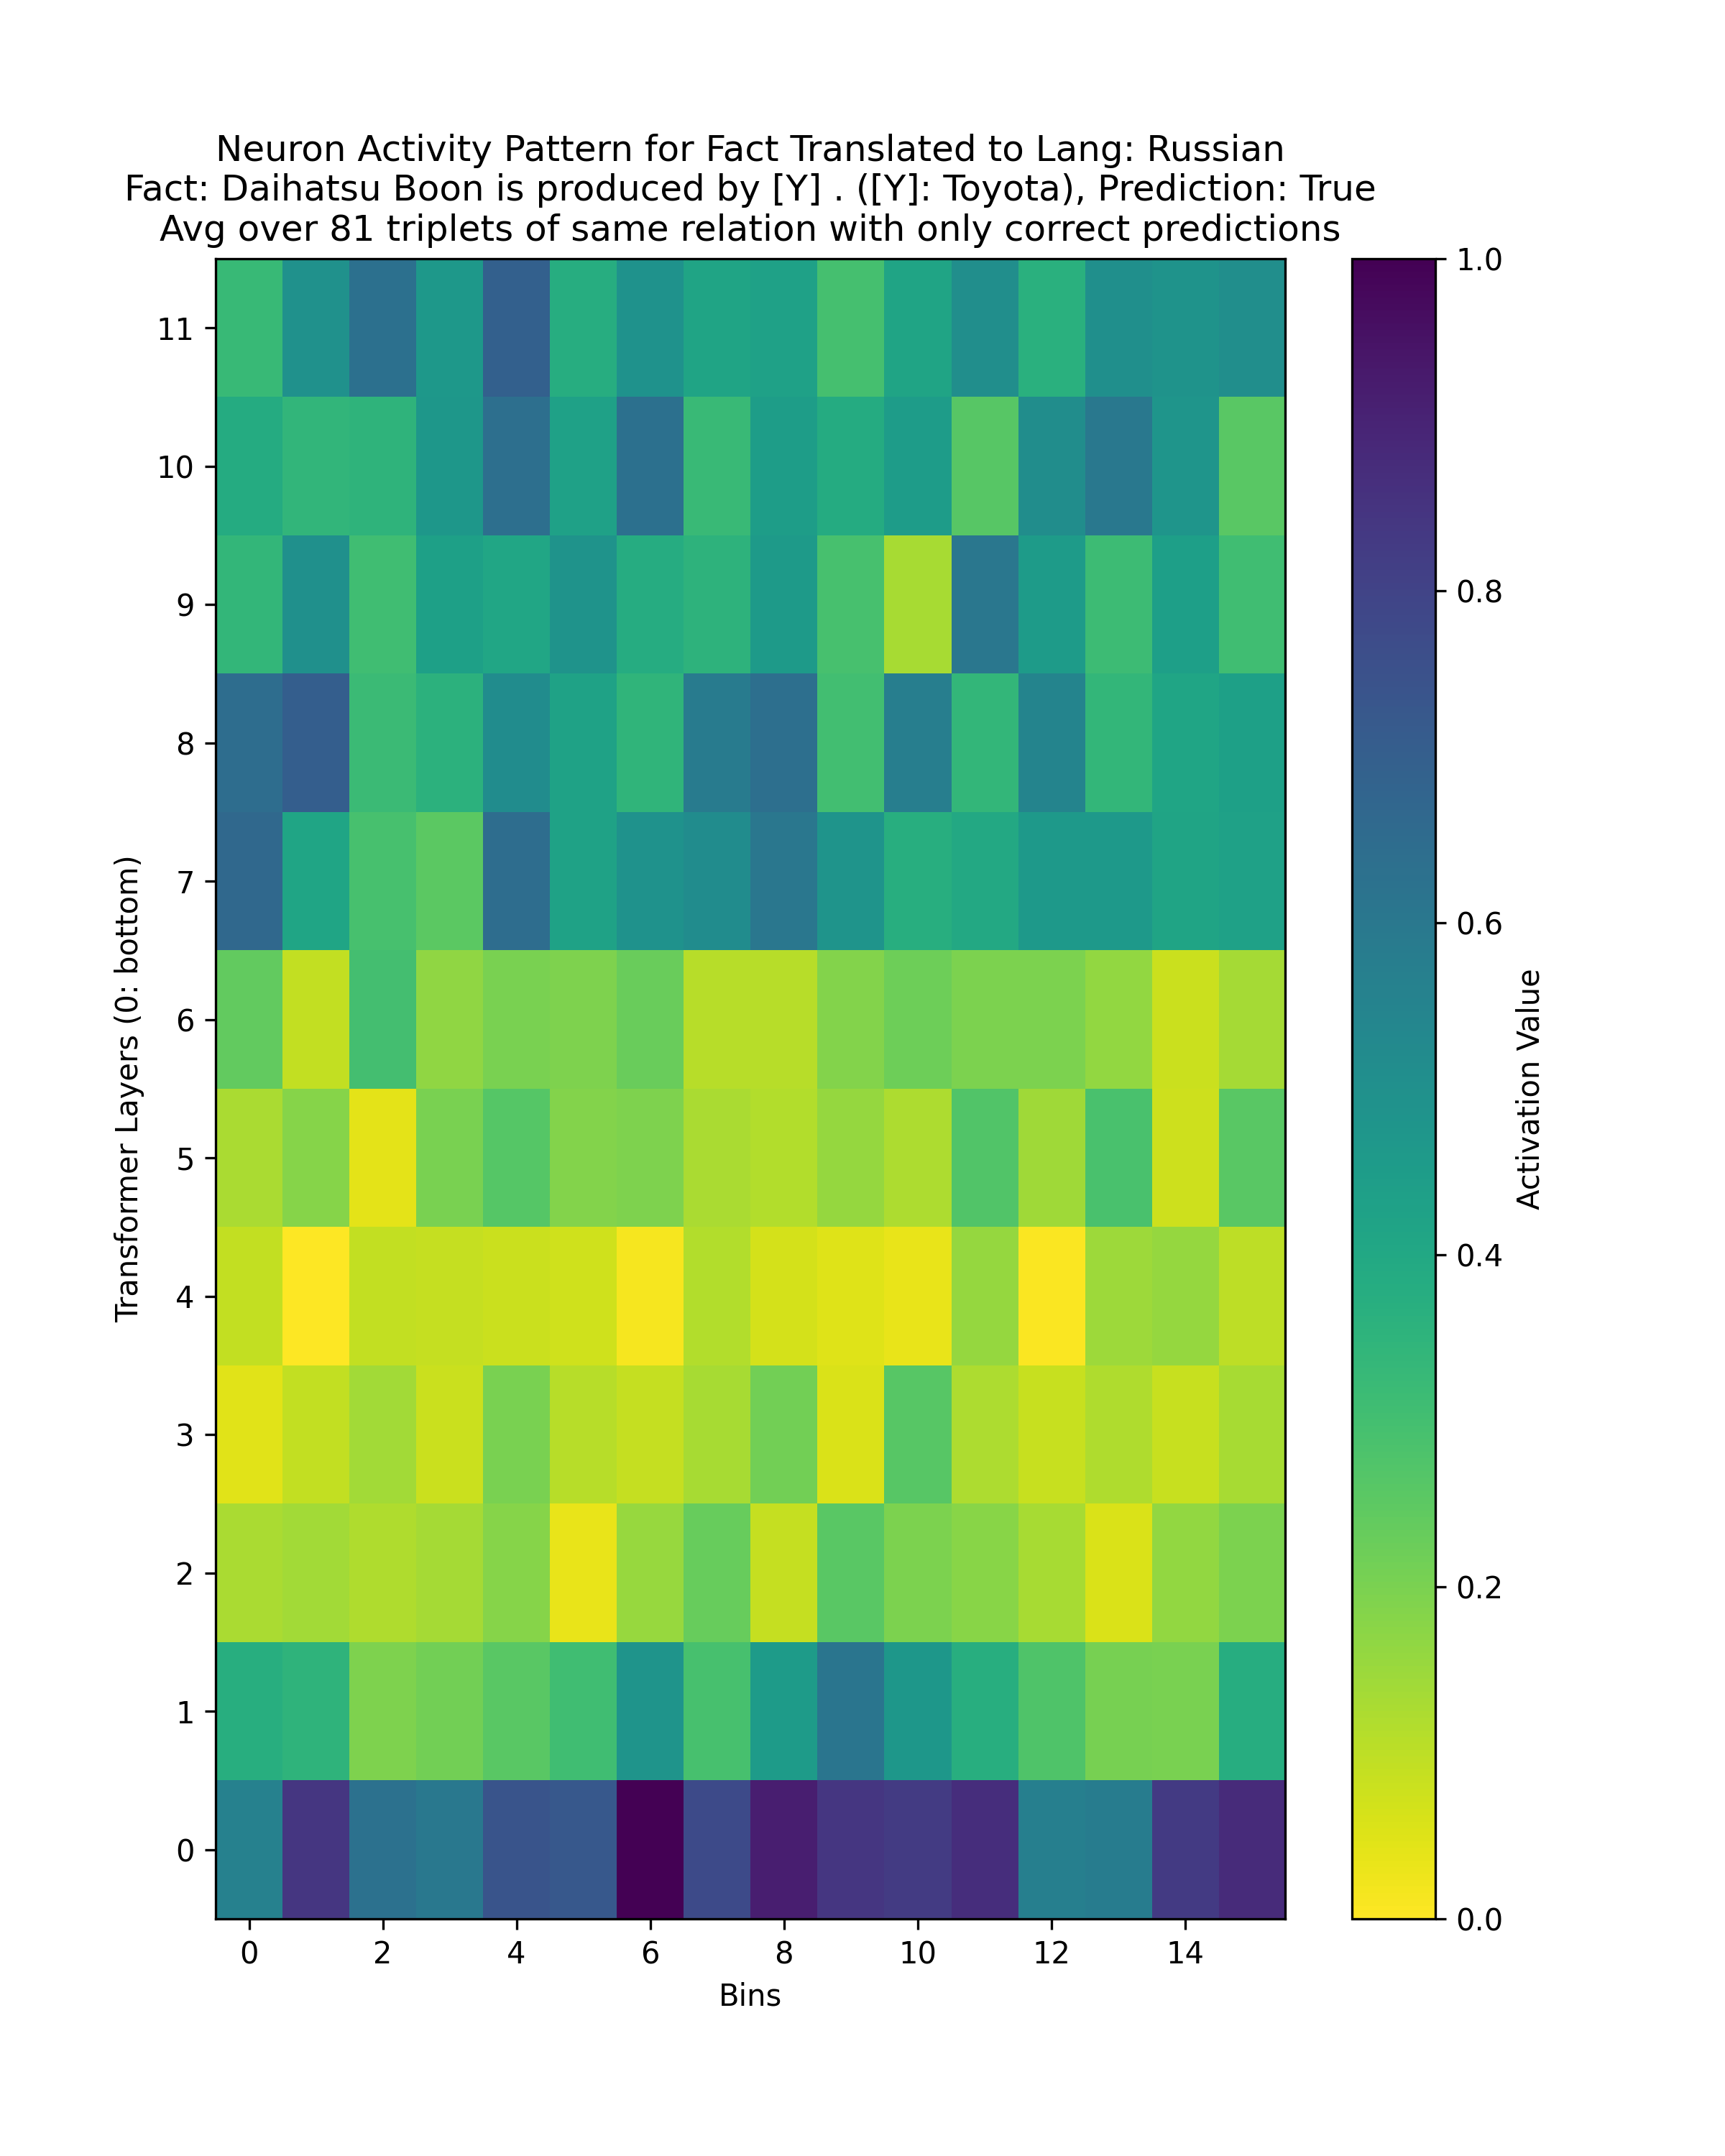 Neuron Activity Pattern for Fact Translated to Lang: Russian
Fact: Daihatsu Boon is produced by [Y] . ([Y]: Toyota), Prediction: True
Avg over 81 triplets of same relation with only correct predictions
Transformer Layers (0: bottom)
11
10
9
8
7
6
5
4
3
2
1
0
0 2 4 6 8 10 12 14
Bins
1.0
0.8
0.6
0.4
0.2
0.0
Activation Value